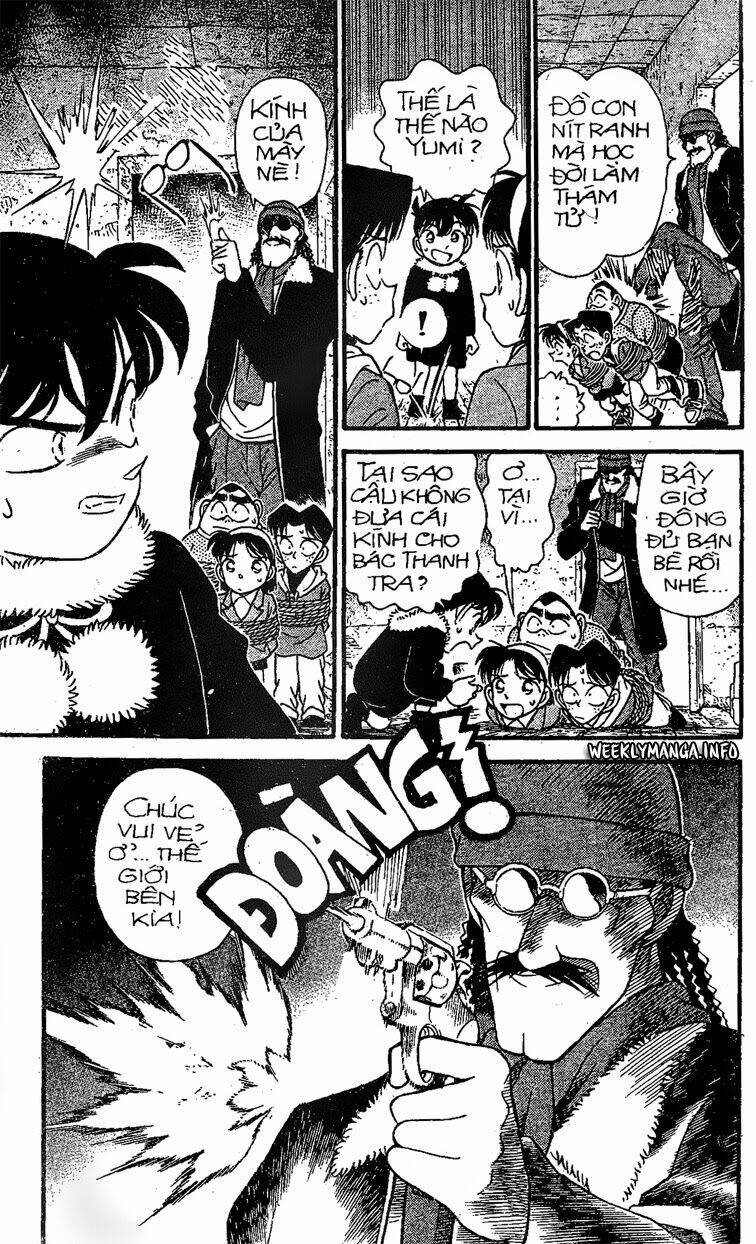 ĐỒ CON
NÍT RANH
MÀ HỌC
ĐÒI LÀM
THÁM
TỬ!
...
THẾ LÀ
THẾ NÀO
YUMI?
!
KÍNH
CỦA
MÀY
NÈ!
BÂY
GIỜ
ĐÔNG
ĐỦ BẠN
BÈ RỒI
NHÉ...
Ơ...
TẠI
VÌ...
TẠI SAO
CẬU KHÔNG
ĐƯA CÁI
KÍNH CHO
BÁC THANH
TRA?
WEEKLYMANGA.INFO
ĐOÀNG!
CHÚC
VUI VẺ
Ở... THẾ
GIỚI
BÊN
KIA!